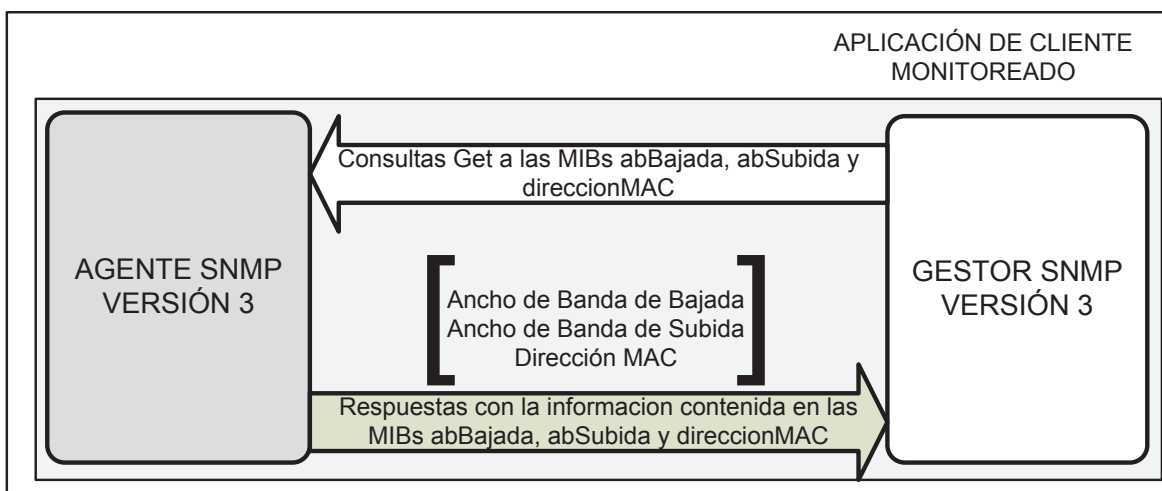 APLICACIÓN DE CLIENTE
MONITOREADO
Consultas Get a las MIBs abBajada, abSubida y
direccionMAC
AGENTE SNMP
VERSIÓN 3
Ancho de Banda de Bajada
Ancho de Banda de Subida
Dirección MAC
GESTOR SNMP
VERSIÓN 3
Respuestas con la informacion contenida en las
MIBs abBajada, abSubida y direccionMAC